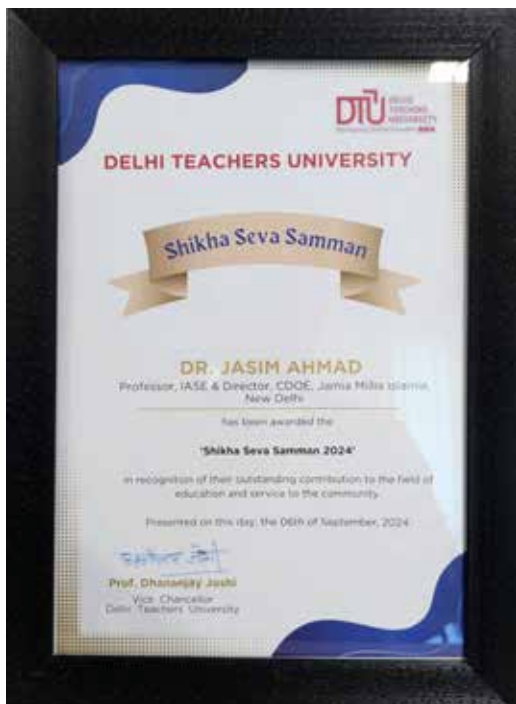 DTU DELHI
TEACHERS
UNIVERSITY
DELHI TEACHERS UNIVERSITY
Shikha Seva Samman
DR. JASIM AHMAD
Professor, IASE & Director, CDOE, Jamia Millia Islamia,
New Delhi
has been awarded the
'Shikha Seva Samman 2024'
in recognition of their outstanding contribution to the field of
education and service to the community.
Presented on this day, the 06th of September, 2024
Prof. Dhananjay Joshi
Vice Chancellor
Delhi Teachers University